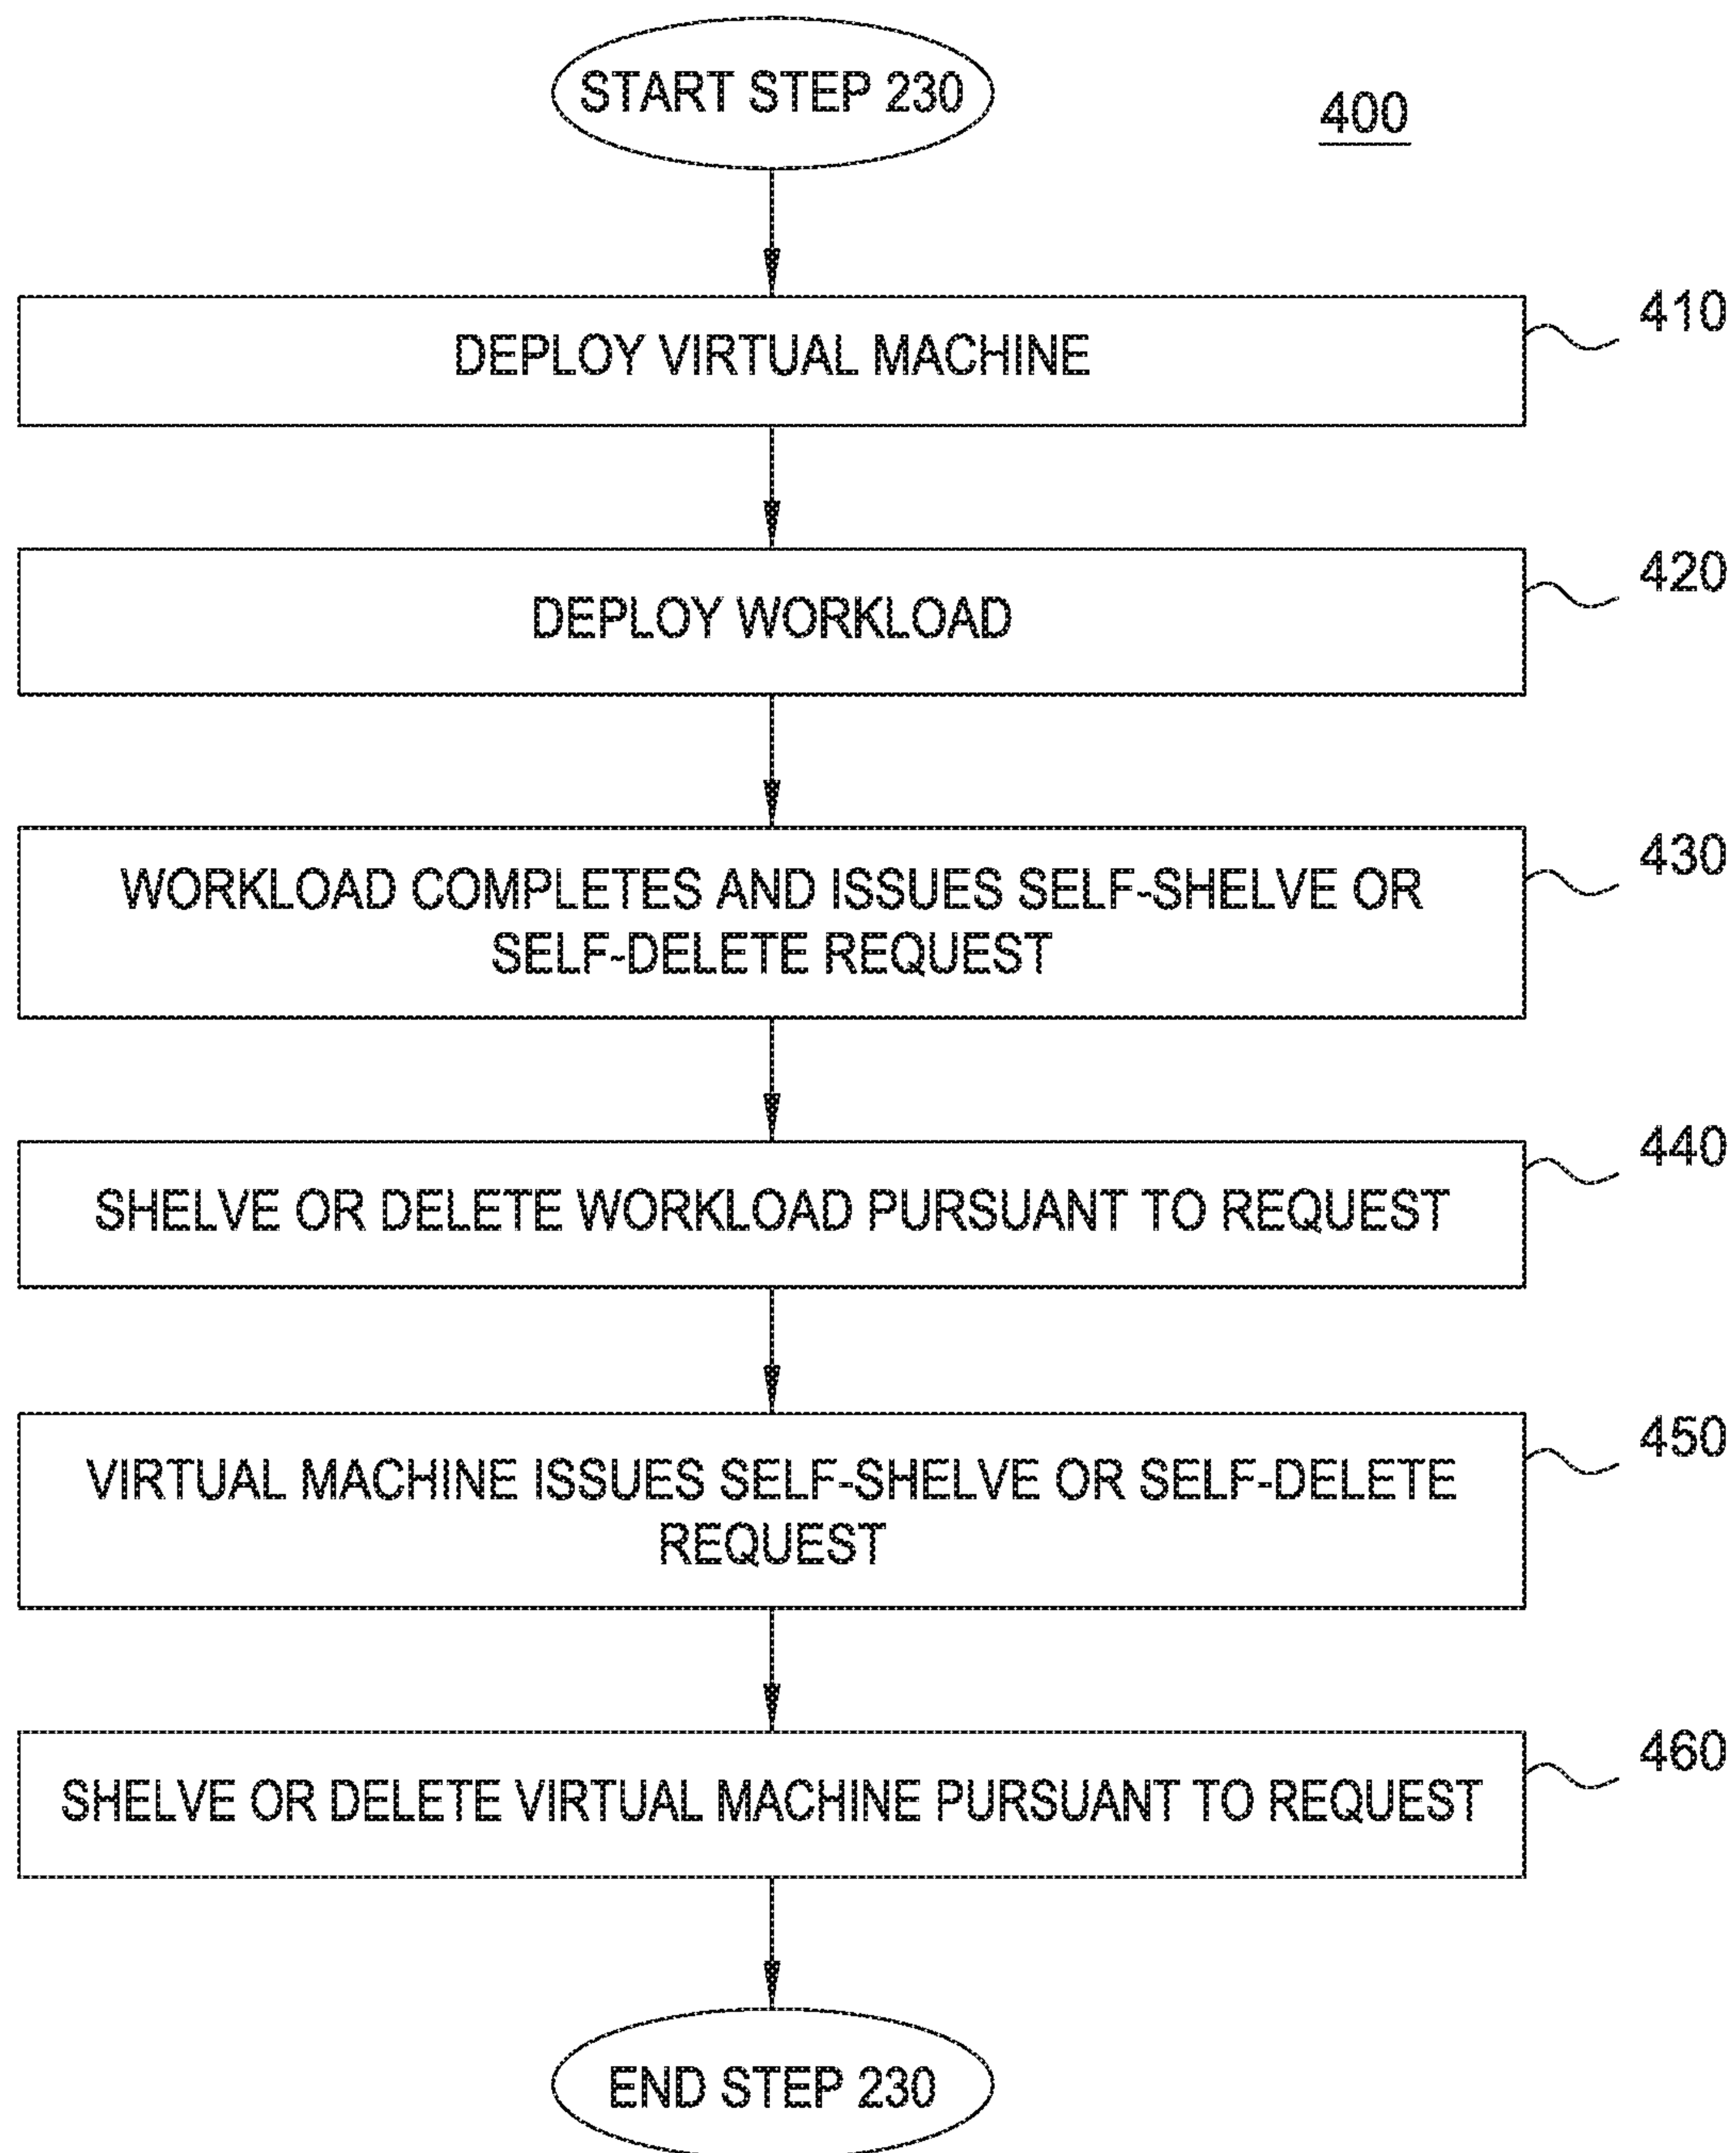 START STEP 230
400
DEPLOY VIRTUAL MACHINE
410
DEPLOY WORKLOAD
420
WORKLOAD COMPLETES AND ISSUES SELF-SHELVE OR
SELF-DELETE REQUEST
430
SHELVE OR DELETE WORKLOAD PURSUANT TO REQUEST
440
VIRTUAL MACHINE ISSUES SELF-SHELVE OR SELF-DELETE
REQUEST
450
SHELVE OR DELETE VIRTUAL MACHINE PURSUANT TO REQUEST
460
END STEP 230